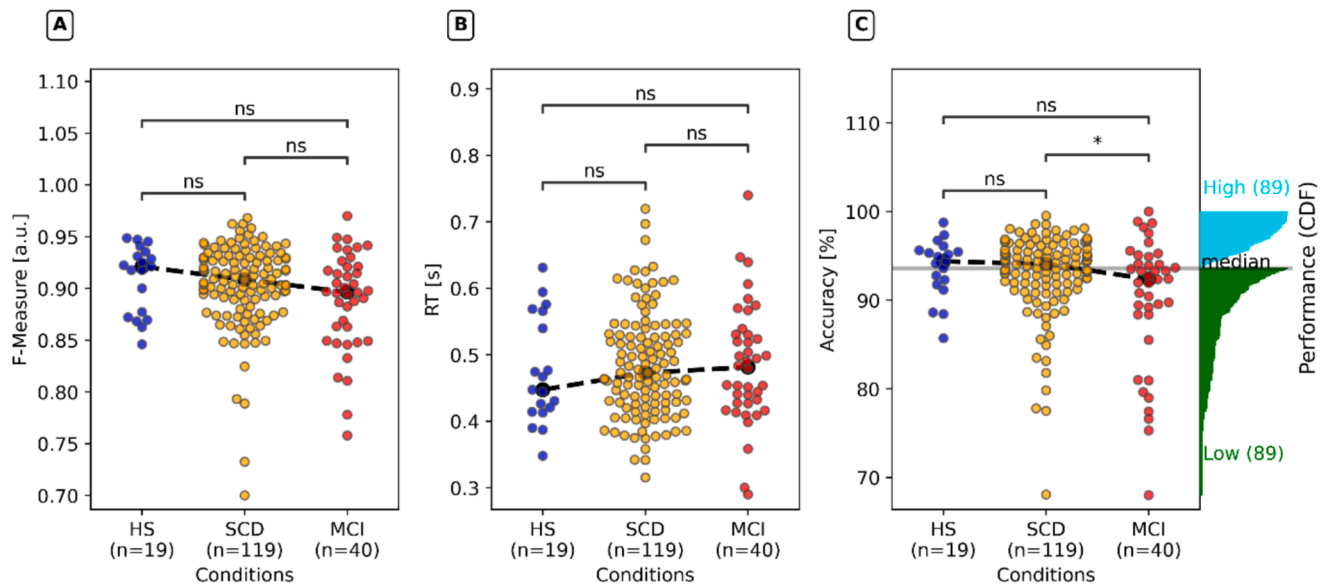 A
F-Measure [a.u.]
1.10
1.05
1.00
0.95
0.90
0.85
0.80
0.75
0.70
ns
ns
ns
HS
(n=19)
SCD
(n=119)
MCI
(n=40)
Conditions
B
RT [s]
0.9
0.8
0.7
0.6
0.5
0.4
0.3
ns
ns
ns
HS
(n=19)
SCD
(n=119)
MCI
(n=40)
Conditions
C
Accuracy [%]
110
100
90
80
70
ns
*
ns
HS
(n=19)
SCD
(n=119)
MCI
(n=40)
Conditions
High (89)
median
Low (89)
Performance (CDF)